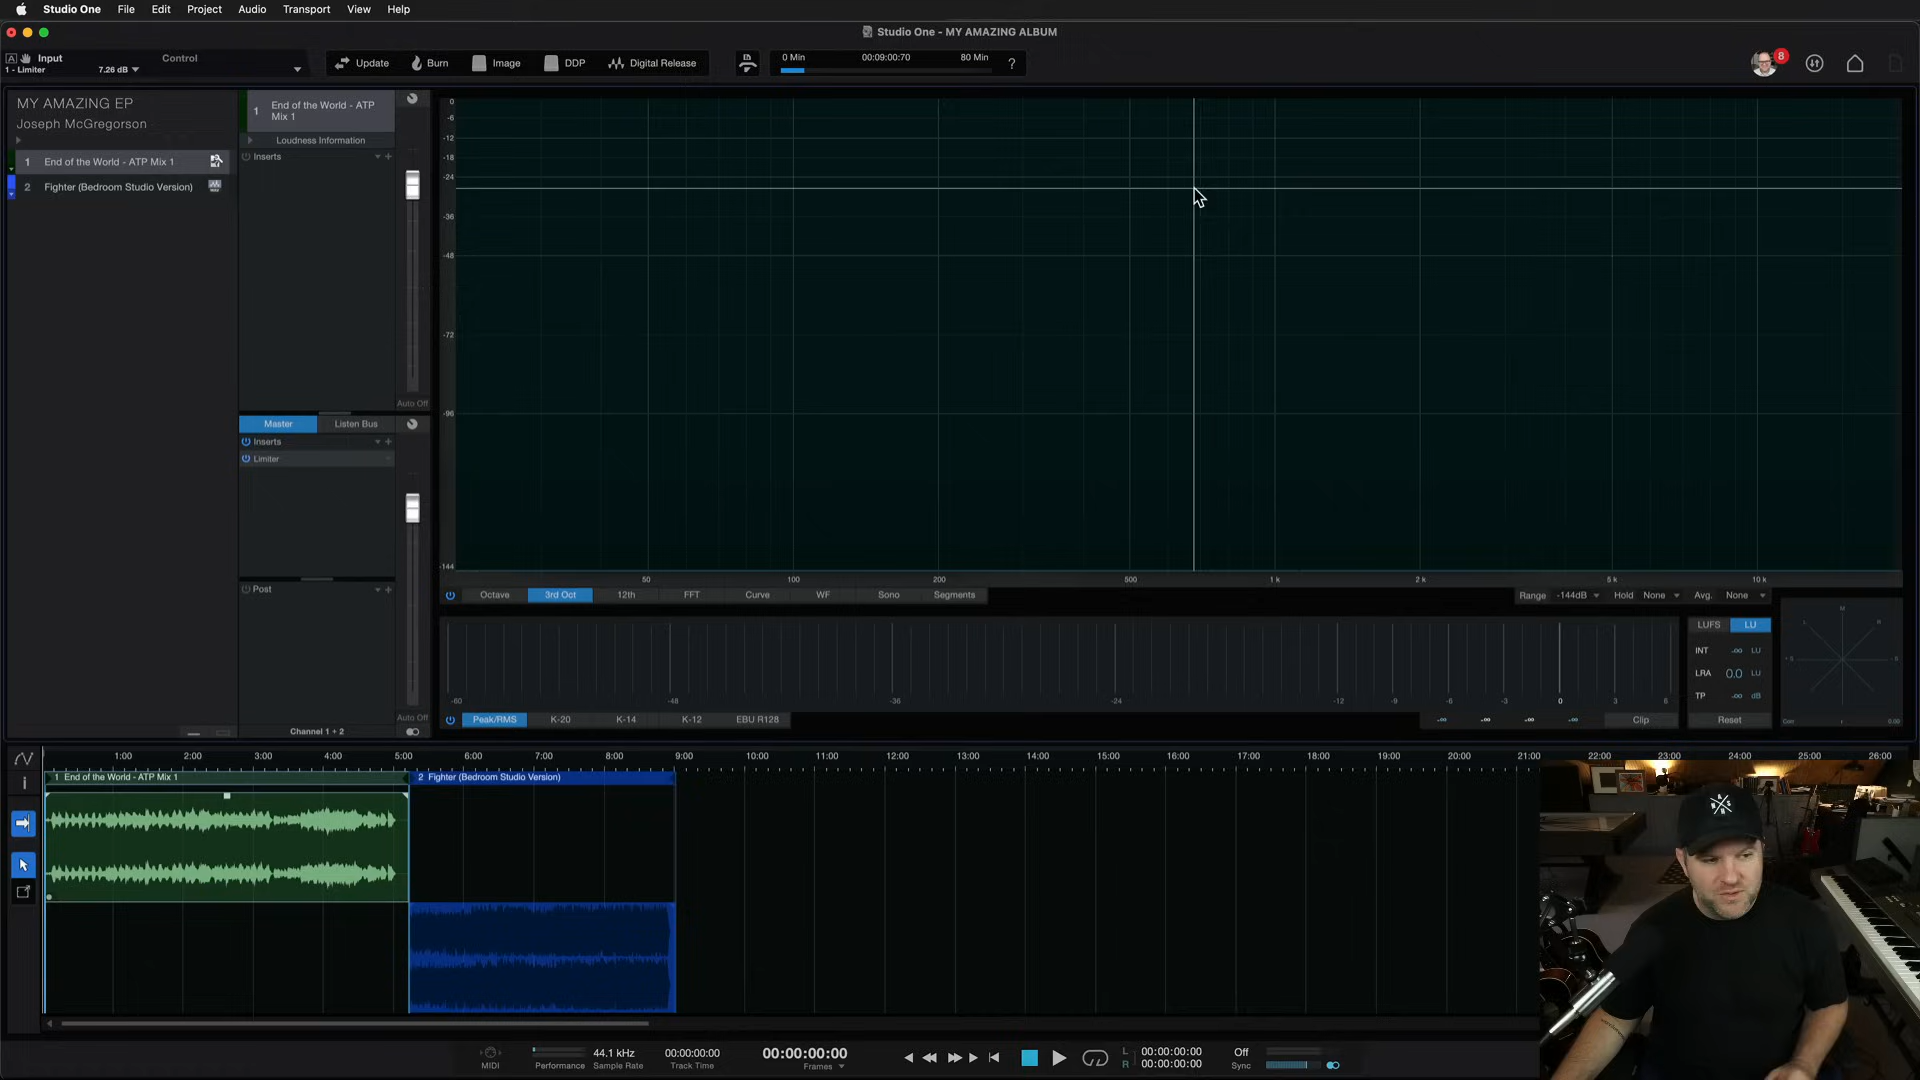 Studio One File Edit Project Audio Transport View Help
Studio One - MY AMAZING ALBUM
A Input Control
1 - Limiter 7.26 dB
Update Burn Image DDP Digital Release
0 Min 00:09:00:70 80 Min ?
8
MY AMAZING EP
Joseph McGregorson
1 End of the World - ATP Mix 1
2 Fighter (Bedroom Studio Version)
1 End of the World - ATP
Mix 1
Loudness Information
Inserts
Auto Off
Master Listen Bus
Inserts
Limiter
Post
Auto Off
Channel 1 + 2
0
-6
-12
-18
-24
-36
-48
-72
-96
-144
50 100 200 500 1 k 2 k 5 k 10 k
Octave 3rd Oct 12th FFT Curve WF Sono Segments
Range -144dB Hold None Avg. None
-60 -48 -36 -24 -12 -9 -6 -3 0 3 6
Peak/RMS K-20 K-14 K-12 EBU R128
-∞ -∞ -∞ -∞ Clip
LUFS LU
INT -∞ LU
LRA 0.0 LU
TP -∞ dB
Reset
M
L R
+S -S
Corr 1 0.00
1:00 2:00 3:00 4:00 5:00 6:00 7:00 8:00 9:00 10:00 11:00 12:00 13:00 14:00 15:00 16:00 17:00 18:00 19:00 20:00 21:00 22:00 23:00 24:00 25:00 26:00
1 End of the World - ATP Mix 1
2 Fighter (Bedroom Studio Version)
MIDI
Performance
44.1 kHz
Sample Rate
00:00:00:00
Track Time
00:00:00:00
Frames
L 00:00:00:00
R 00:00:00:00
Off
Sync